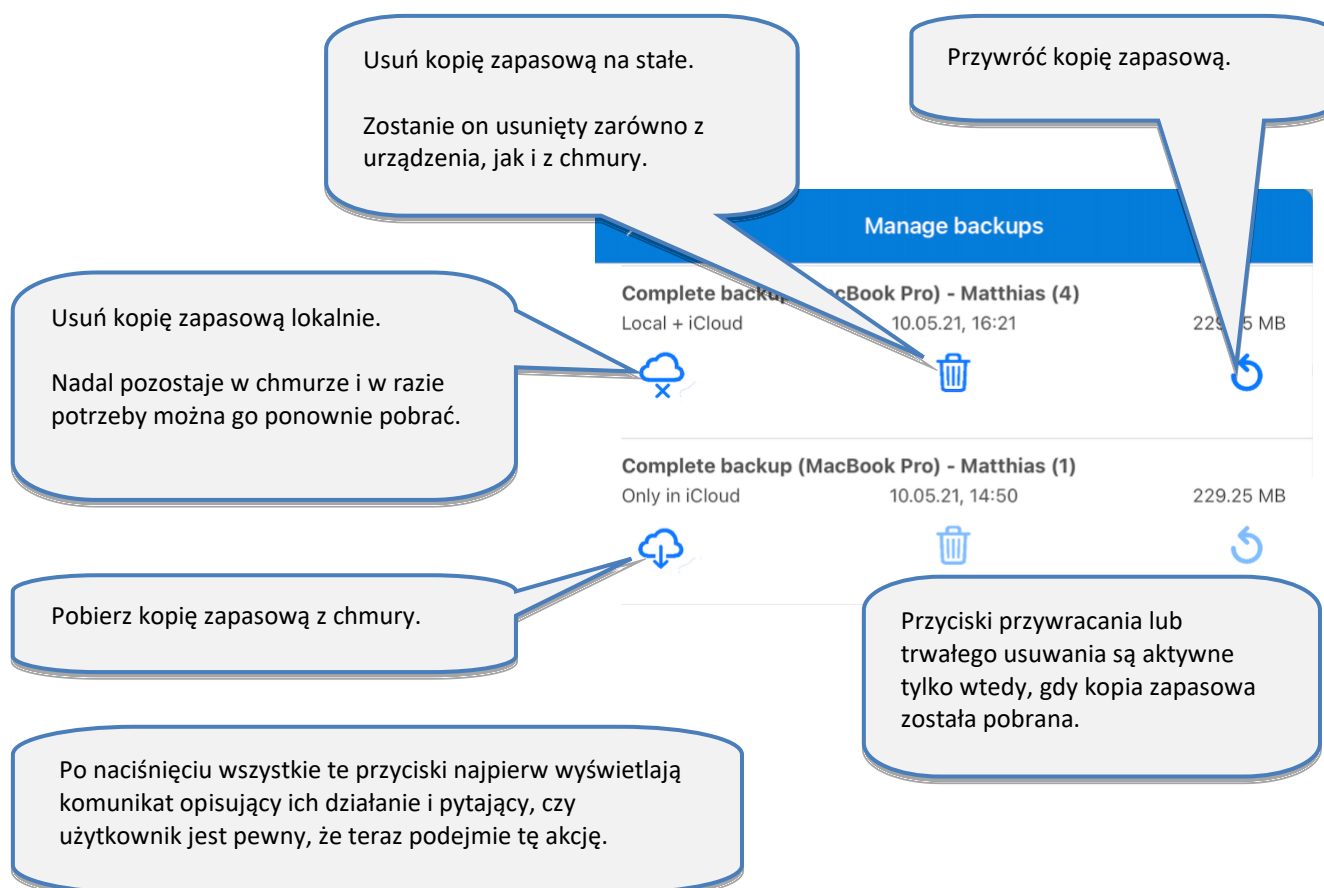 Usuń kopię zapasową na stałe.
Zostanie on usunięty zarówno z
urządzenia, jak i z chmury.
Przywróć kopię zapasową.
Manage backups
Usuń kopię zapasową lokalnie.
Nadal pozostaje w chmurze i w razie
potrzeby można go ponownie pobrać.
Complete Book Pro) - Matthias (4)
Local + iCloud 10.05.21, 16:21 MB
Complete backup (MacBook Pro) - Matthias (1)
Only in iCloud 10.05.21, 14:50 229.25 MB
Pobierz kopię zapasową z chmury.
Przyciski przywracania lub
trwałego usuwania są aktywne
tylko wtedy, gdy kopia zapasowa
została pobrana.
Po naciśnięciu wszystkie te przyciski najpierw wyświetlają
komunikat opisujący ich działanie i pytający, czy
użytkownik jest pewny, że teraz podejmie tę akcję.